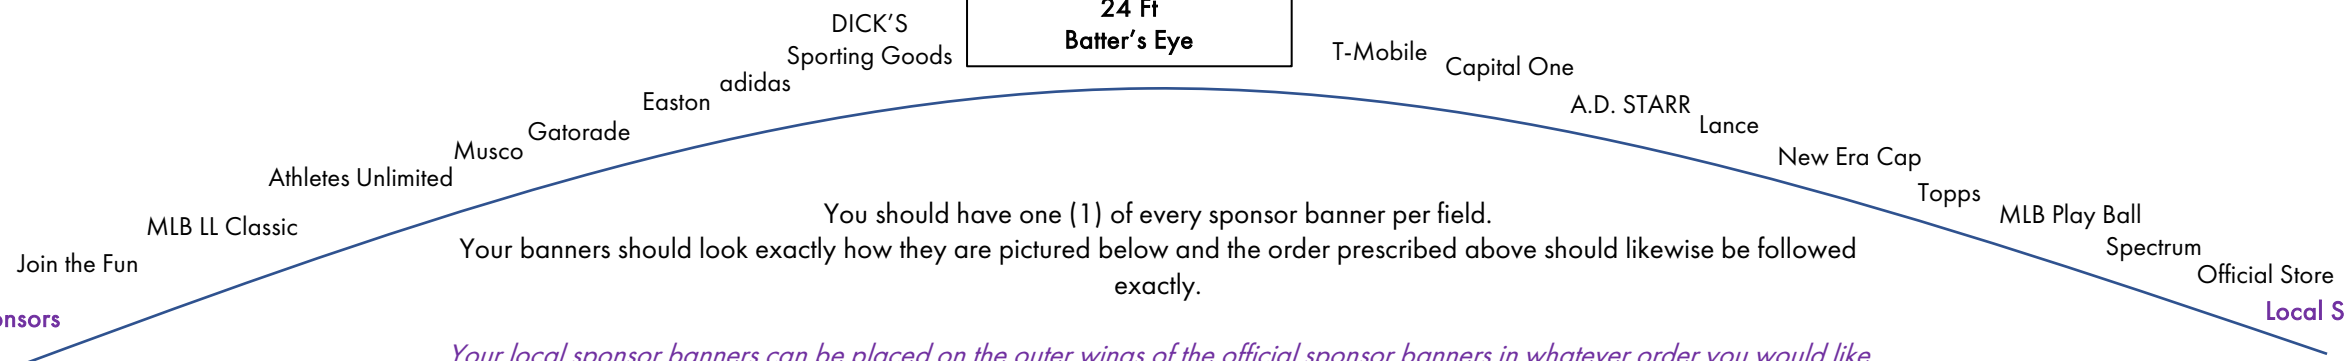 24 Ft
Batter's Eye
DICK'S
Sporting Goods
adidas
Easton
Gatorade
Musco
Athletes Unlimited
MLB LL Classic
Join the Fun
onsors
T-Mobile
Capital One
A.D. STARR
Lance
New Era Cap
Topps
MLB Play Ball
Spectrum
Official Store
Local S
You should have one (1) of every sponsor banner per field.
Your banners should look exactly how they are pictured below and the order prescribed above should likewise be followed
exactly.
Your local sponsor banners can be placed on the outer wings of the official sponsor banners in whatever order you would like